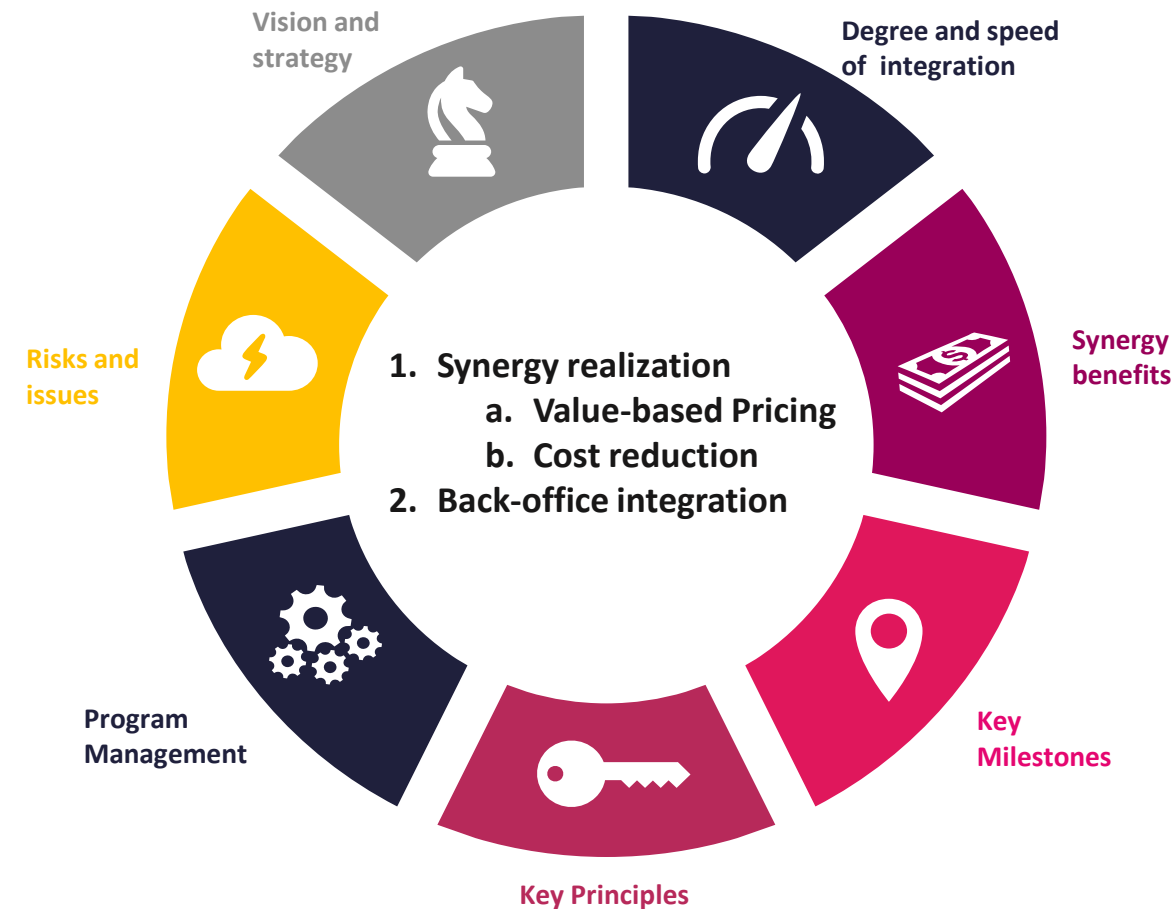 Vision and
strategy
Degree and speed
of integration
Synergy
benefits
Key
Milestones
Key Principles
Program
Management
Risks and
issues
1. Synergy realization
a. Value-based Pricing
b. Cost reduction
2. Back-office integration
$